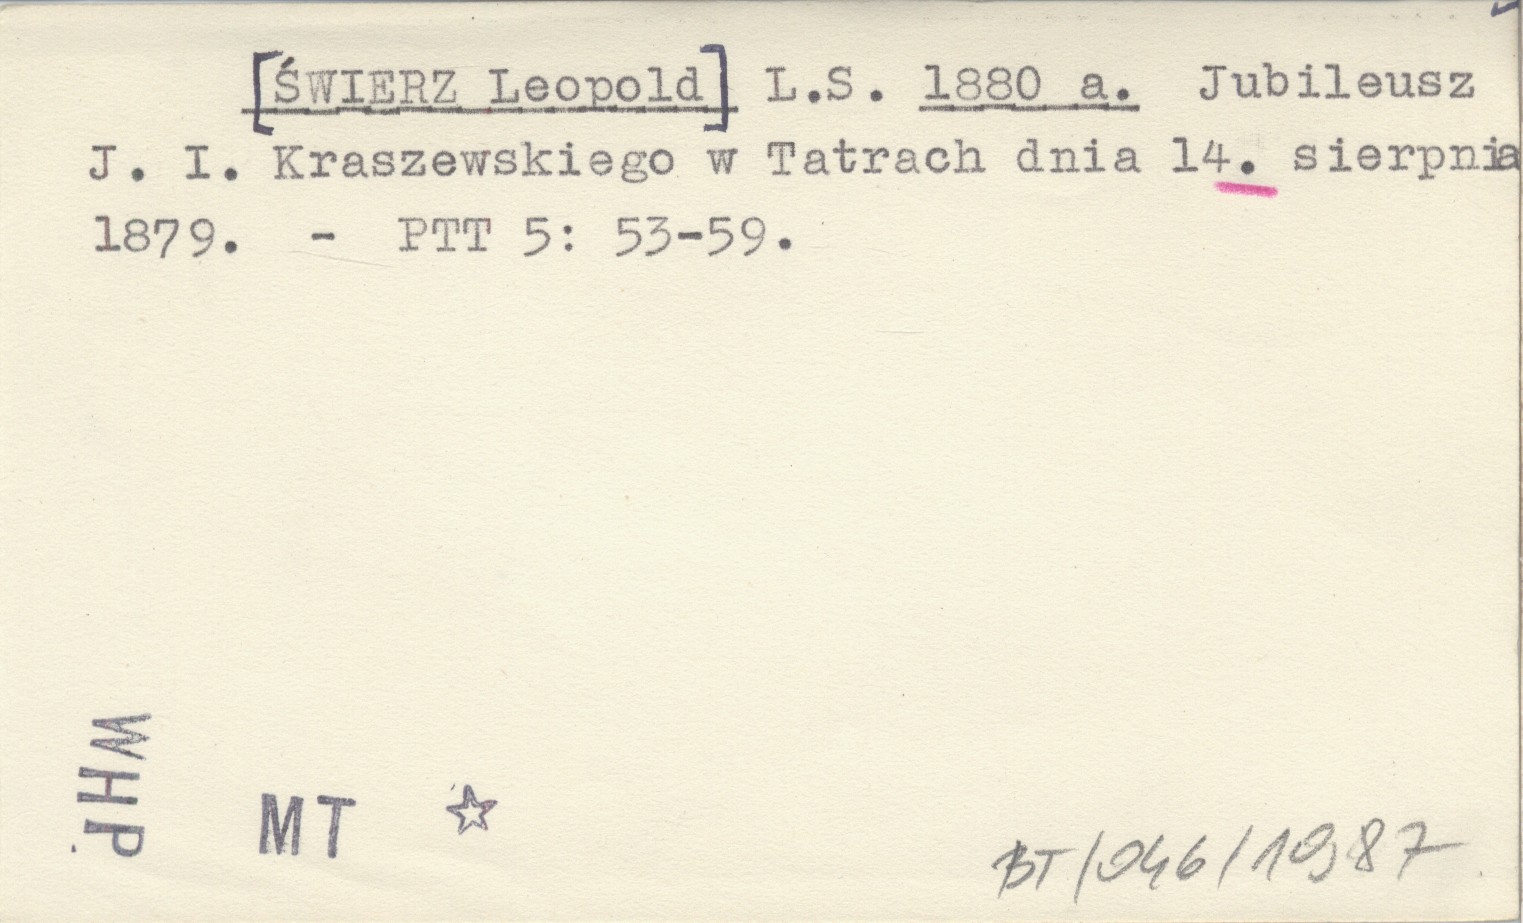 [ŚWIERZ Leopold] L.S. 1880 a. Jubileusz
J. I. Kraszewskiego w Tatrach dnia 14. sierpnia
1879. - PTT 5: 53-59.
WHP
MT ☆
BT/046/1987